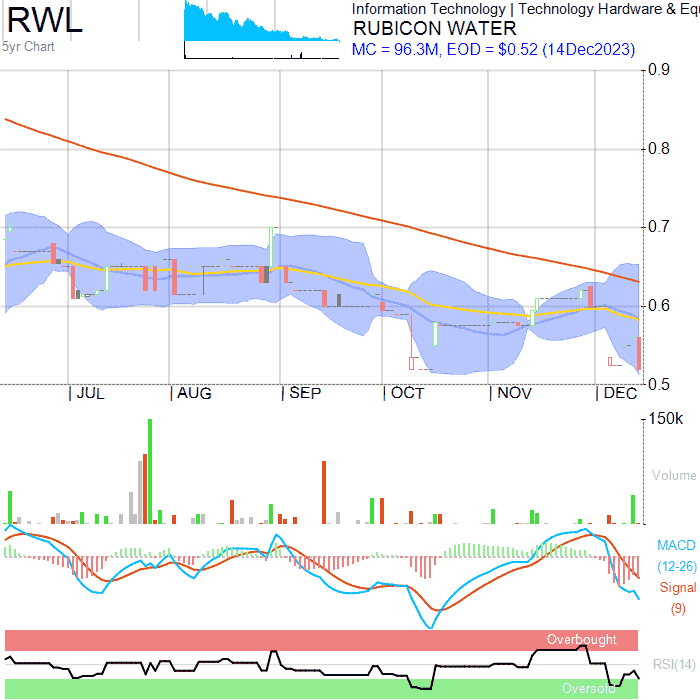 RWL
5yr Chart
Information Technology | Technology Hardware & Equ
RUBICON WATER
MC = 96.3M, EOD = $0.52 (14Dec2023)
0.9
0.8
0.7
0.6
0.5
| JUL | AUG | SEP | OCT | NOV | DEC
150k
Volume
MACD
(12-26)
Signal
(9)
Overbought
RSI(14)
Oversold